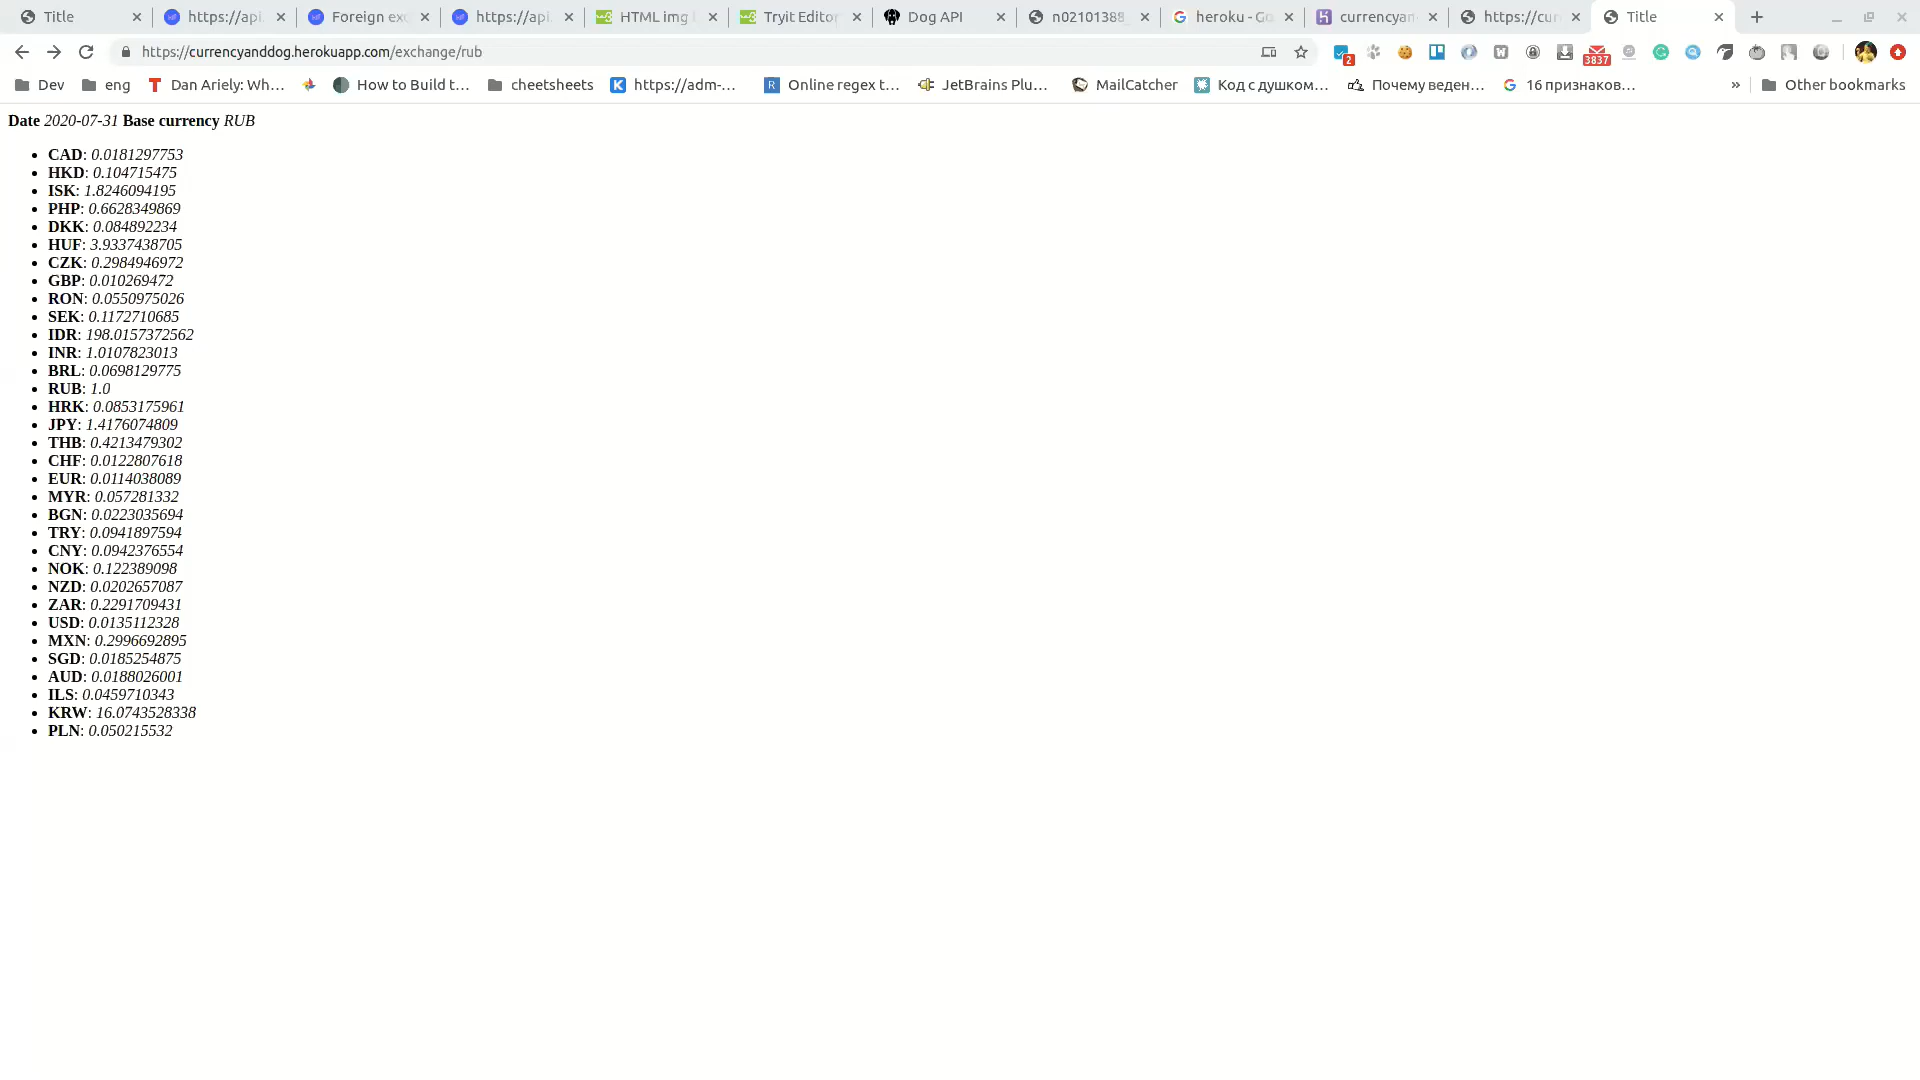 Title
https://api.
Foreign exc
https://api.
HTML img
Tryit Editor
Dog API
n02101388_
heroku - Go
currencyan
https://cur
Title
https://currencyanddog.herokuapp.com/exchange/rub
2
3837
Dev
eng
Dan Ariely: Wh...
How to Build t...
cheetsheets
https://adm-...
Online regex t...
JetBrains Plu...
MailCatcher
Код с душком...
Почему веден...
16 признаков...
»
Other bookmarks
Date 2020-07-31 Base currency RUB
CAD: 0.0181297753
HKD: 0.104715475
ISK: 1.8246094195
PHP: 0.6628349869
DKK: 0.084892234
HUF: 3.9337438705
CZK: 0.2984946972
GBP: 0.010269472
RON: 0.0550975026
SEK: 0.1172710685
IDR: 198.0157372562
INR: 1.0107823013
BRL: 0.0698129775
RUB: 1.0
HRK: 0.0853175961
JPY: 1.4176074809
THB: 0.4213479302
CHF: 0.0122807618
EUR: 0.0114038089
MYR: 0.057281332
BGN: 0.0223035694
TRY: 0.0941897594
CNY: 0.0942376554
NOK: 0.122389098
NZD: 0.0202657087
ZAR: 0.2291709431
USD: 0.0135112328
MXN: 0.2996692895
SGD: 0.0185254875
AUD: 0.0188026001
ILS: 0.0459710343
KRW: 16.0743528338
PLN: 0.050215532